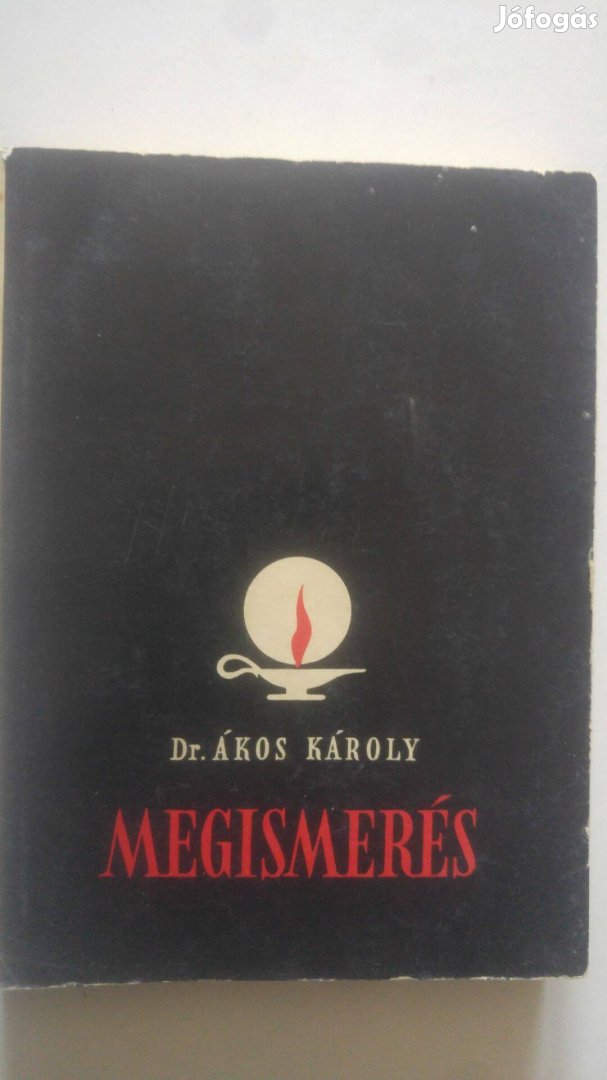 Jófogás
Dr. ÁKOS KÁROLY
MEGISMERÉS